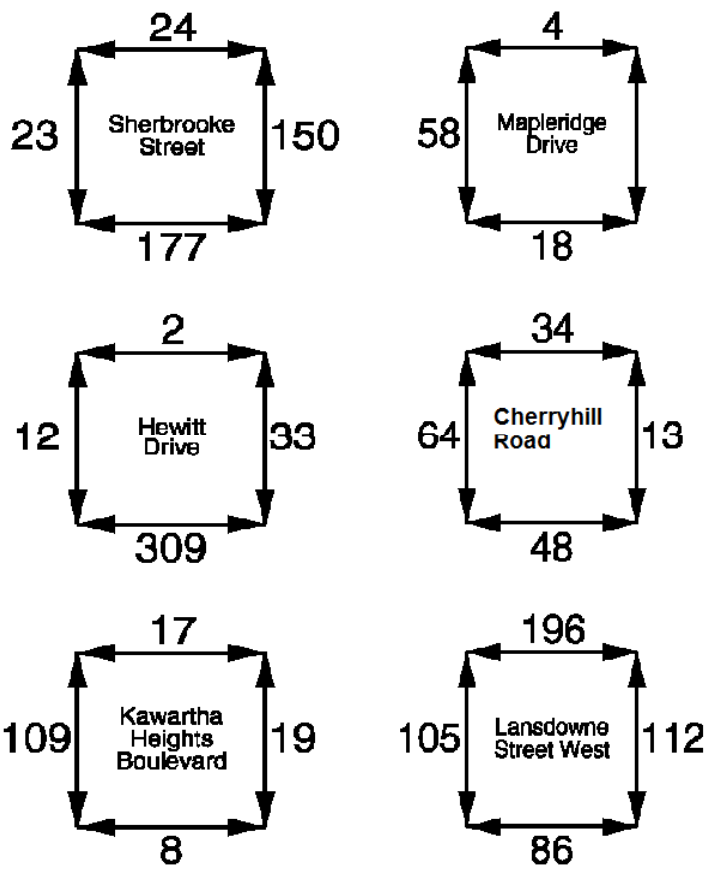 24
4
23
Sherbrooke
Street
150
58
Mapleridge
Drive
177
18
2
34
12
Hewitt
Drive
33
64
Cherryhill
Road
13
309
48
17
196
109
Kawartha
Heights
Boulevard
19
105
Lansdowne
Street West
112
8
86